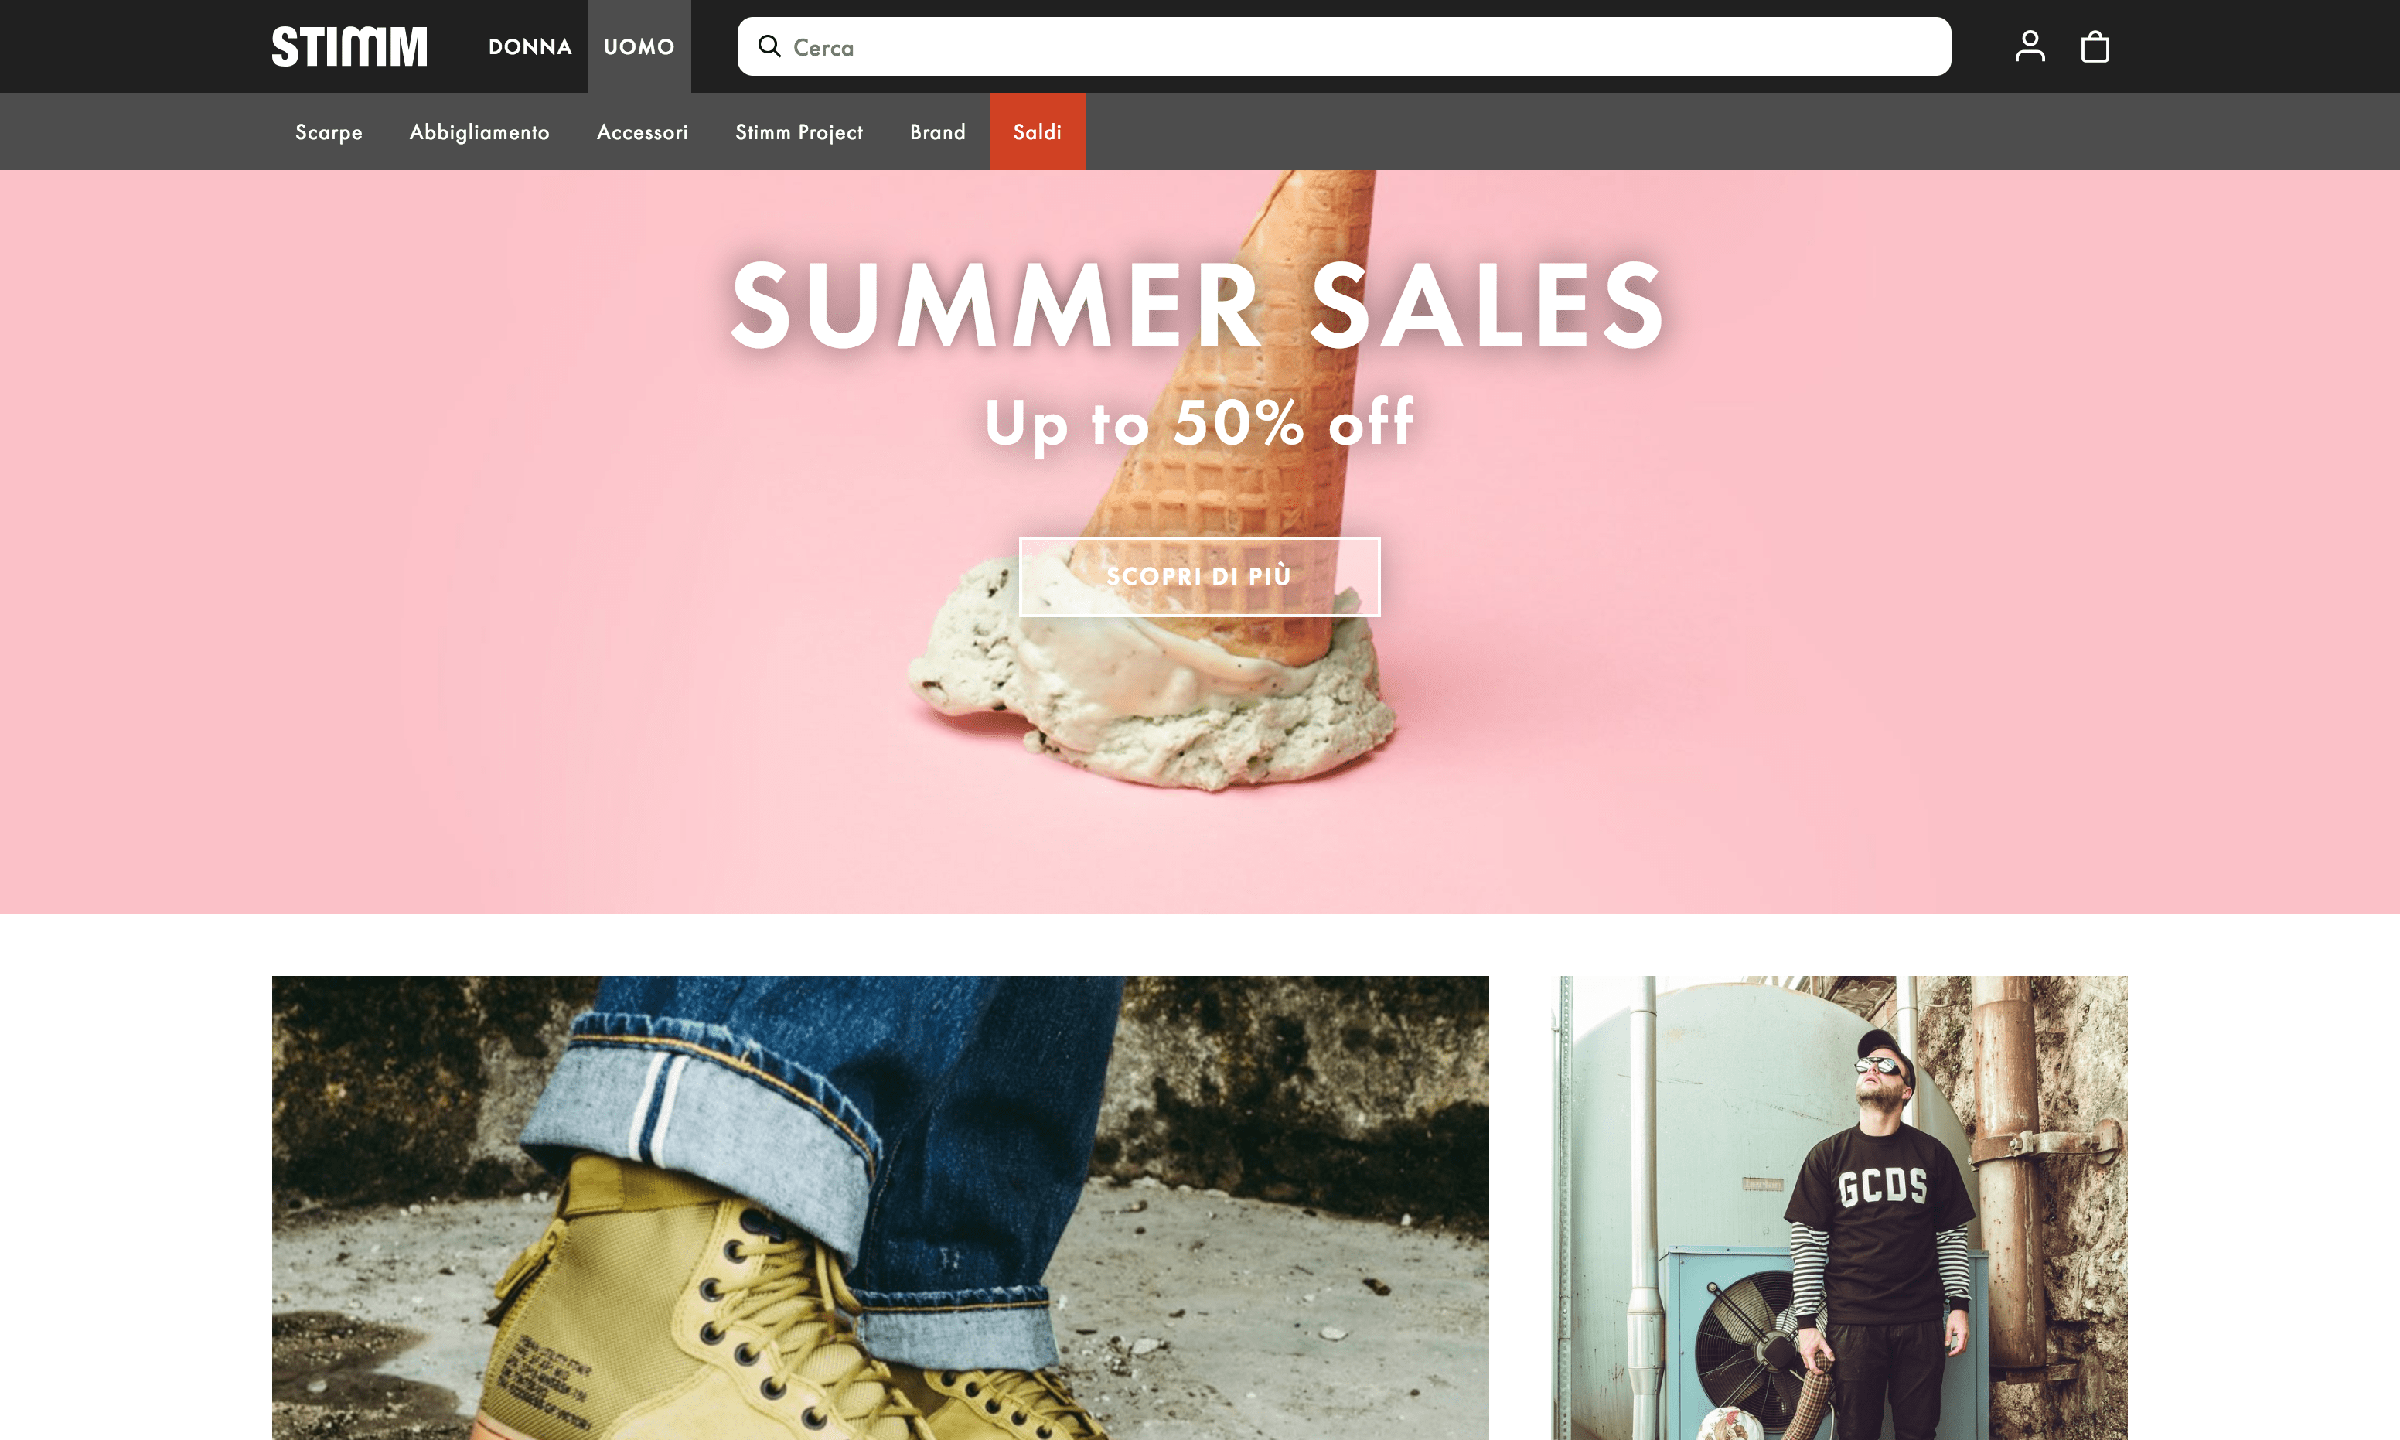 STIMM
DONNA
UOMO
Cerca
Scarpe
Abbigliamento
Accessori
Stimm Project
Brand
Saldi
SUMMER SALES
Up to 50% off
SCOPRI DI PIÙ
GCDS